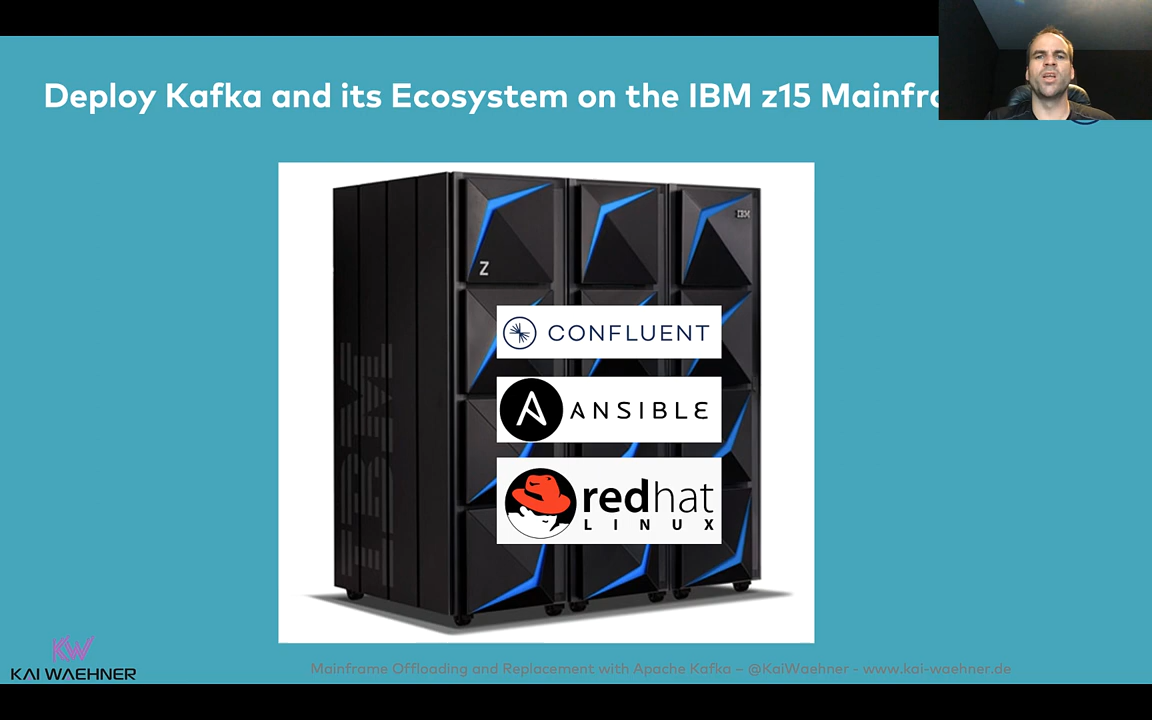 Deploy Kafka and its Ecosystem on the IBM z15
IBM
Z
IBM
CONFLUENT
A ANSIBLE
redhat
LINUX
KW
KAI WAEHNER
Mainframe Offloading and Replacement with Apache Kafka – @KaiWaehner - www.kai-waehner.de